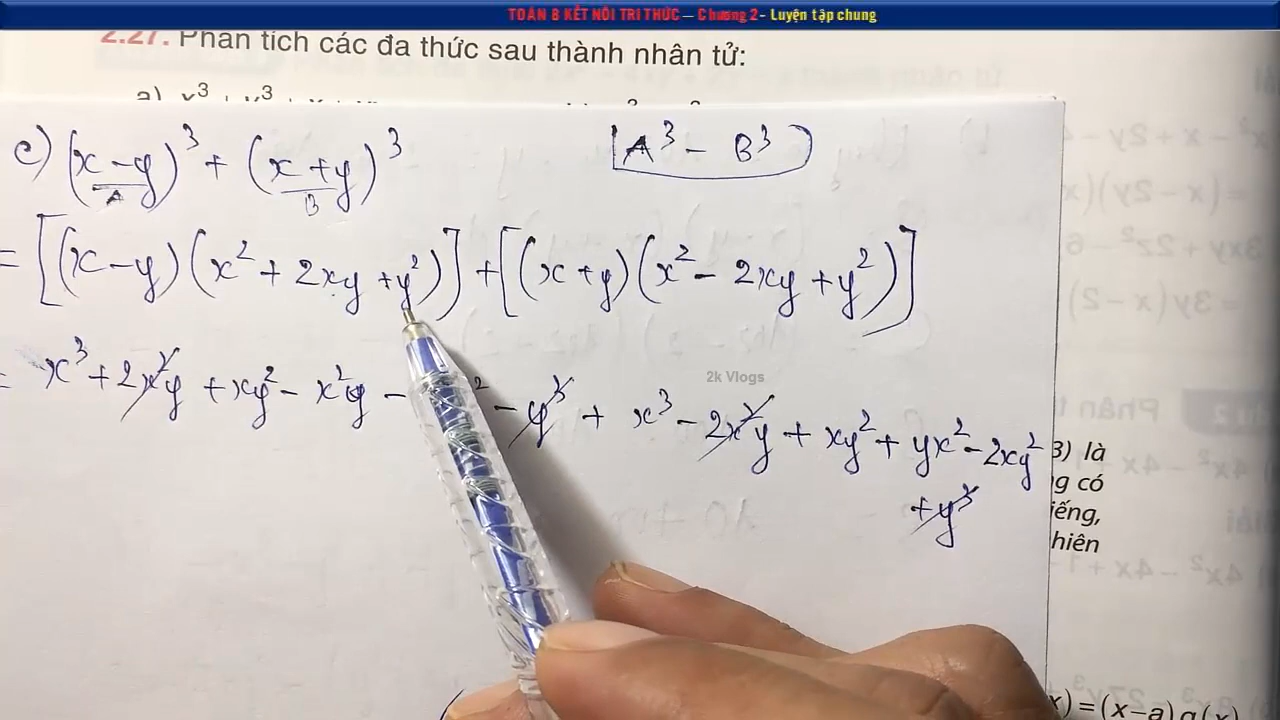 TOÁN 8 KẾT NỐI TRI THỨC – Chương 2 - Luyện tập chung
2.27. Phân tích các đa thức sau thành nhân tử:
c) (x – y)³ + (x + y)³
A B
A³ – B³
= [(x – y)(x² + 2xy + y²)] + [(x + y)(x² – 2xy + y²)]
= x³ + 2x²y + xy² – x²y – ² – y³ + x³ – 2x²y + xy² + yx² – 2xy²
+ y³
2k Vlogs
3) là
g có
iếng,
hiên
x) = (x–a)